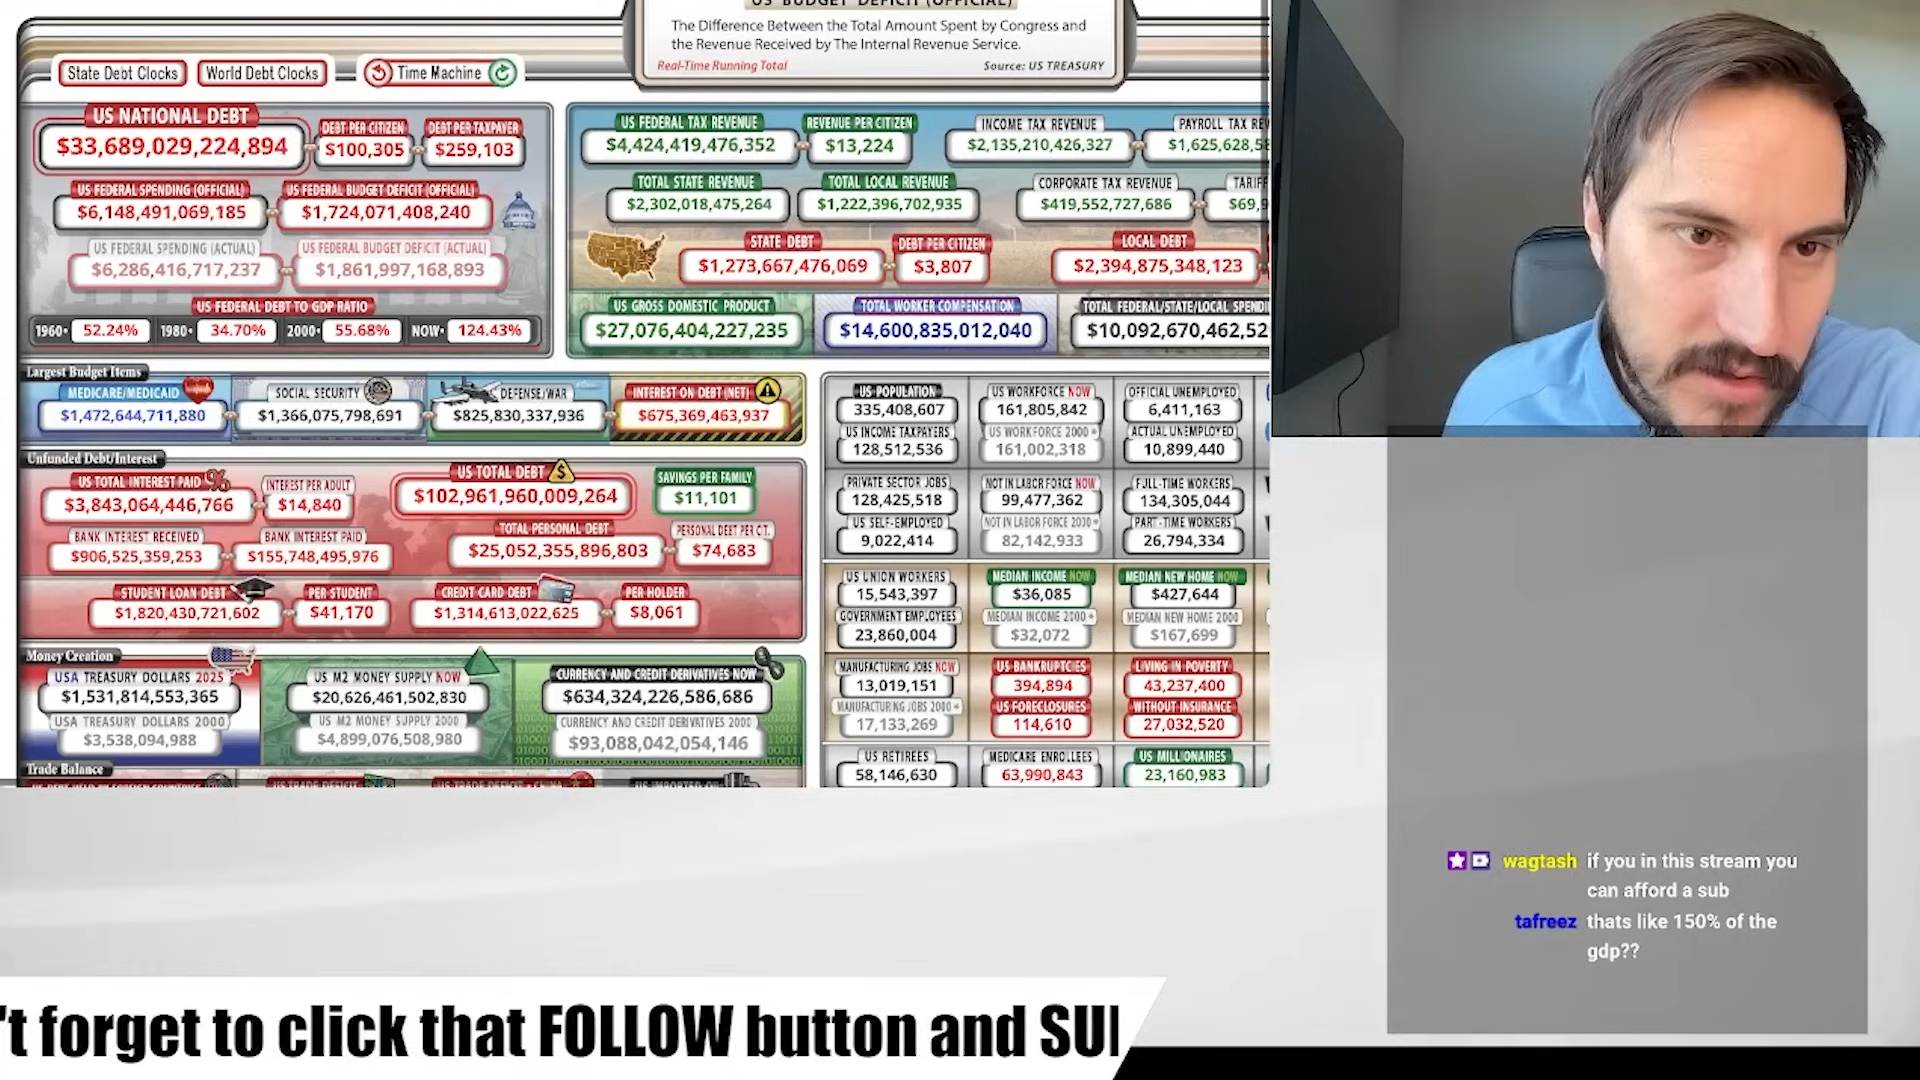 US BUDGET DEFICIT (OFFICIAL)
The Difference Between the Total Amount Spent by Congress and
the Revenue Received by The Internal Revenue Service.
Real-Time Running Total Source: US TREASURY
State Debt Clocks World Debt Clocks Time Machine
US NATIONAL DEBT DEBT PER CITIZEN DEBT PER TAXPAYER
$33,689,029,224,894 $100,305 $259,103
US FEDERAL SPENDING (OFFICIAL) US FEDERAL BUDGET DEFICIT (OFFICIAL)
$6,148,491,069,185 $1,724,071,408,240
US FEDERAL SPENDING (ACTUAL) US FEDERAL BUDGET DEFICIT (ACTUAL)
$6,286,416,717,237 $1,861,997,168,893
US FEDERAL DEBT TO GDP RATIO
1960• 52.24% 1980• 34.70% 2000• 55.68% NOW• 124.43%
US FEDERAL TAX REVENUE REVENUE PER CITIZEN INCOME TAX REVENUE PAYROLL TAX REV
$4,424,419,476,352 $13,224 $2,135,210,426,327 $1,625,628,5
TOTAL STATE REVENUE TOTAL LOCAL REVENUE CORPORATE TAX REVENUE TARIFF
$2,302,018,475,264 $1,222,396,702,935 $419,552,727,686 $69,9
STATE DEBT DEBT PER CITIZEN LOCAL DEBT
$1,273,667,476,069 $3,807 $2,394,875,348,123
US GROSS DOMESTIC PRODUCT TOTAL WORKER COMPENSATION TOTAL FEDERAL/STATE/LOCAL SPENDI
$27,076,404,227,235 $14,600,835,012,040 $10,092,670,462,52
Largest Budget Items
MEDICARE/MEDICAID SOCIAL SECURITY DEFENSE/WAR INTEREST ON DEBT (NET)
$1,472,644,711,880 $1,366,075,798,691 $825,830,337,936 $675,369,463,937
Unfunded Debt/Interest
US TOTAL INTEREST PAID INTEREST PER ADULT US TOTAL DEBT SAVINGS PER FAMILY
$3,843,064,446,766 $14,840 $102,961,960,009,264 $11,101
BANK INTEREST RECEIVED BANK INTEREST PAID TOTAL PERSONAL DEBT PERSONAL DEBT PER CIT.
$906,525,359,253 $155,748,495,976 $25,052,355,896,803 $74,683
STUDENT LOAN DEBT PER STUDENT CREDIT CARD DEBT PER HOLDER
$1,820,430,721,602 $41,170 $1,314,613,022,625 $8,061
Money Creation
USA TREASURY DOLLARS 2025 US M2 MONEY SUPPLY NOW CURRENCY AND CREDIT DERIVATIVES NOW
$1,531,814,553,365 $20,626,461,502,830 $634,324,226,586,686
USA TREASURY DOLLARS 2000 US M2 MONEY SUPPLY 2000 CURRENCY AND CREDIT DERIVATIVES 2000
$3,538,094,988 $4,899,076,508,980 $93,088,042,054,146
Trade Balance
US POPULATION US WORKFORCE NOW OFFICIAL UNEMPLOYED
335,408,607 161,805,842 6,411,163
US INCOME TAXPAYERS US WORKFORCE 2000 ACTUAL UNEMPLOYED
128,512,536 161,002,318 10,899,440
PRIVATE SECTOR JOBS NOT IN LABOR FORCE NOW FULL-TIME WORKERS
128,425,518 99,477,362 134,305,044
US SELF-EMPLOYED NOT IN LABOR FORCE 2000 PART-TIME WORKERS
9,022,414 82,142,933 26,794,334
US UNION WORKERS MEDIAN INCOME NOW MEDIAN NEW HOME NOW
15,543,397 $36,085 $427,644
GOVERNMENT EMPLOYEES MEDIAN INCOME 2000 MEDIAN NEW HOME 2000
23,860,004 $32,072 $167,699
MANUFACTURING JOBS NOW US BANKRUPTCIES LIVING IN POVERTY
13,019,151 394,894 43,237,400
MANUFACTURING JOBS 2000 US FORECLOSURES WITHOUT INSURANCE
17,133,269 114,610 27,032,520
US RETIREES MEDICARE ENROLLEES US MILLIONAIRES
58,146,630 63,990,843 23,160,983
wagtash if you in this stream you
can afford a sub
tafreez thats like 150% of the
gdp??
't forget to click that FOLLOW button and SU